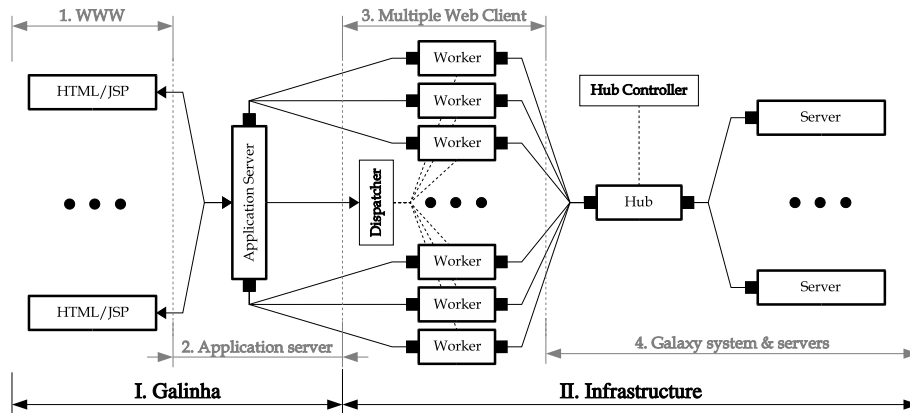 1. WWW
3. Multiple Web Client
Worker
HTML/JSP
Worker
Hub Controller
Server
Worker
Application Server
Dispatcher
Hub
Worker
HTML/JSP
Worker
Server
Worker
2. Application server
4. Galaxy system & servers
I. Galinha
II. Infrastructure